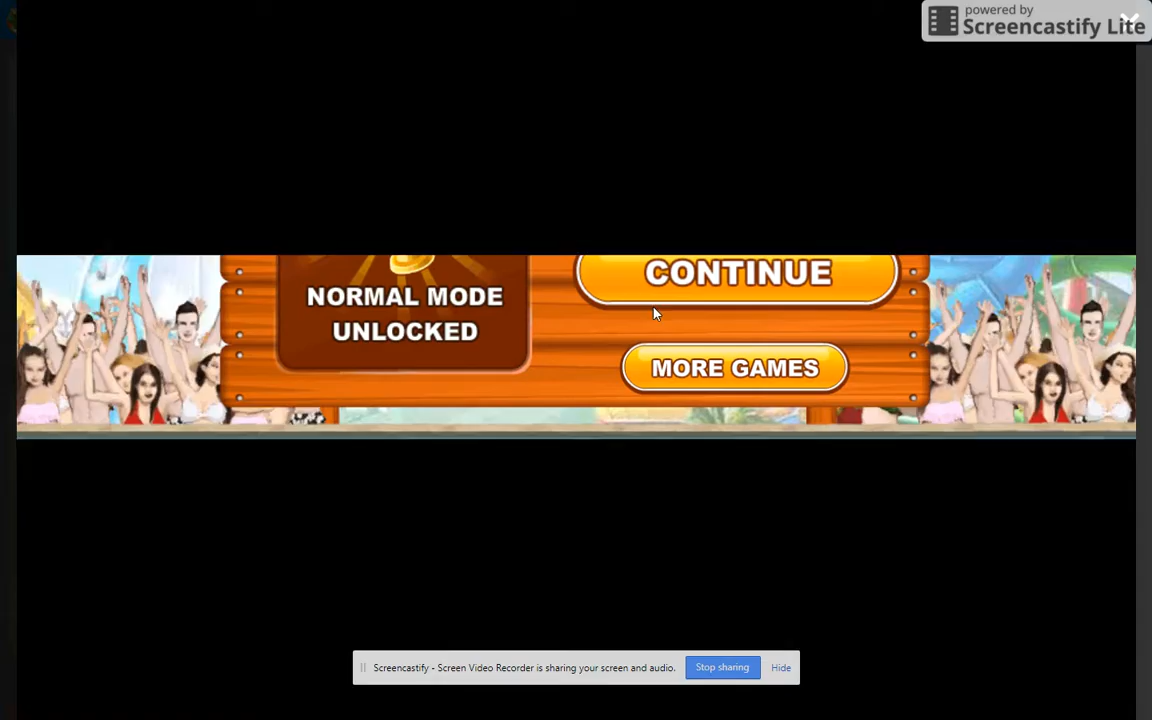 powered by
Screencastify Lite
CONTINUE
NORMAL MODE
UNLOCKED
MORE GAMES
Screencastify - Screen Video Recorder is sharing your screen and audio. Stop sharing Hide